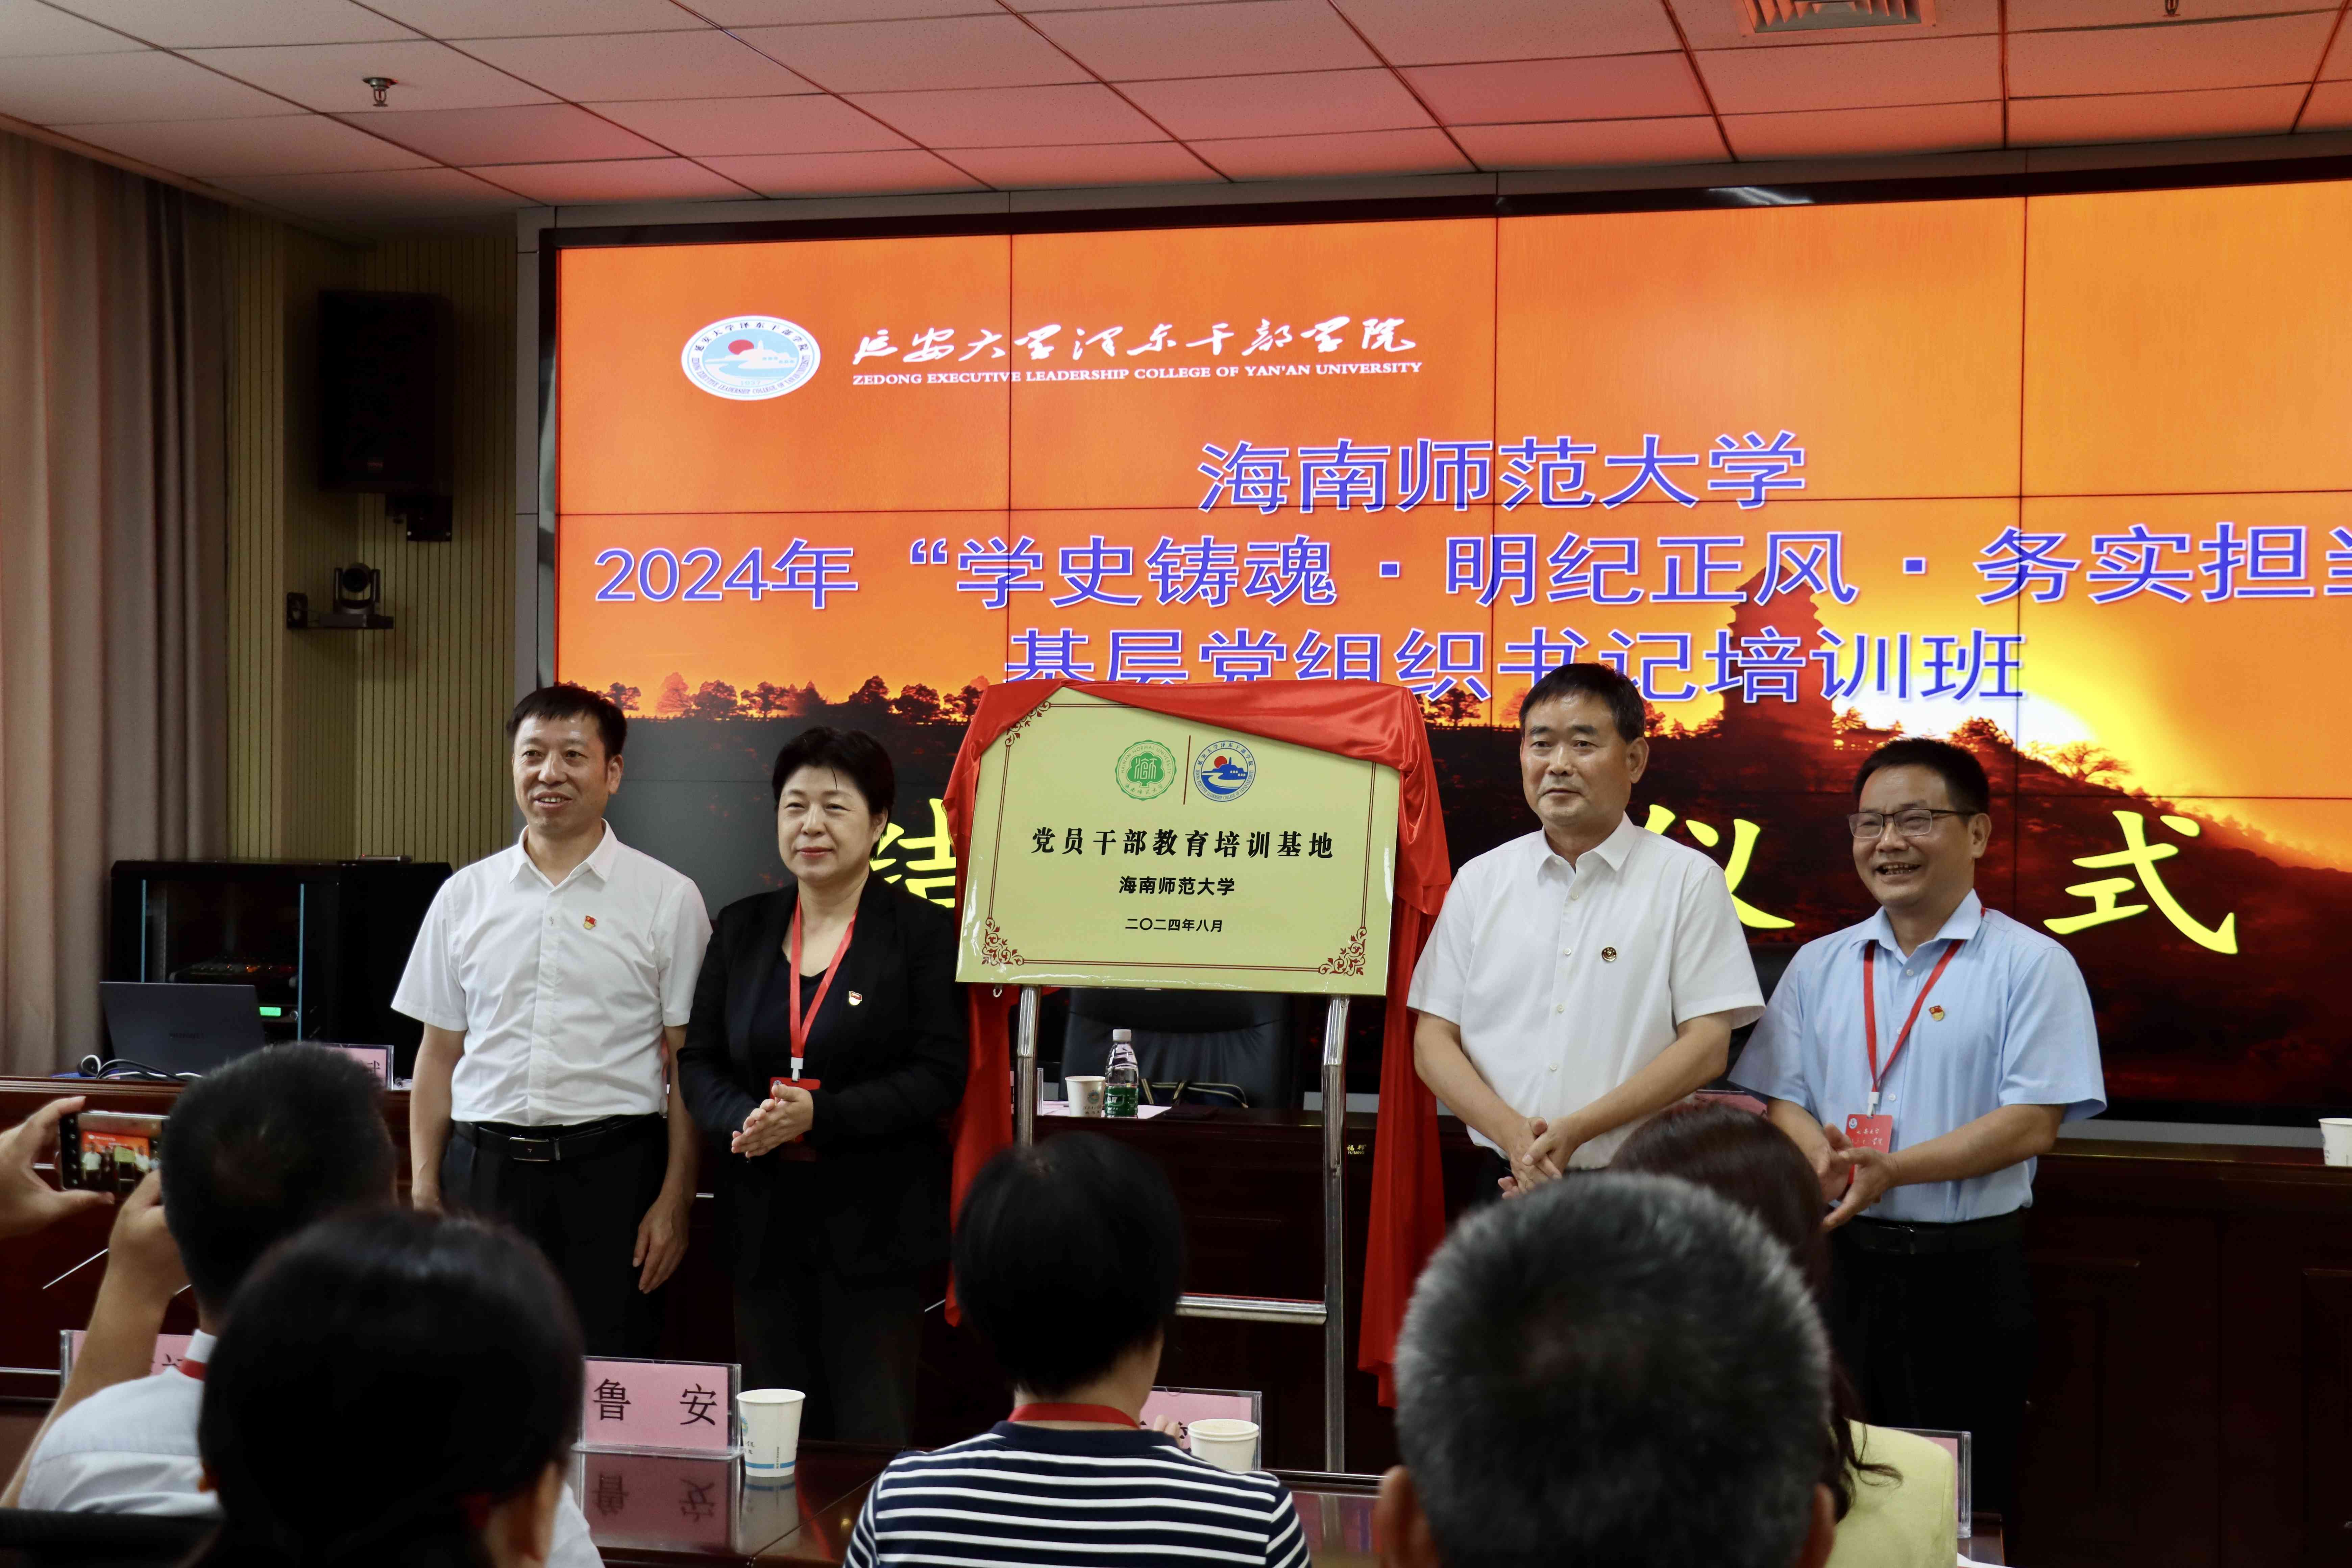 延安大学泽东干部学院
ZEDONG EXECUTIVE LEADERSHIP COLLEGE OF YAN'AN UNIVERSITY
海南师范大学
2024年“学史铸魂·明纪正风·务实担
基层党组织书记培训班
仪 式
党员干部教育培训基地
海南师范大学
二〇二四年八月
鲁 安